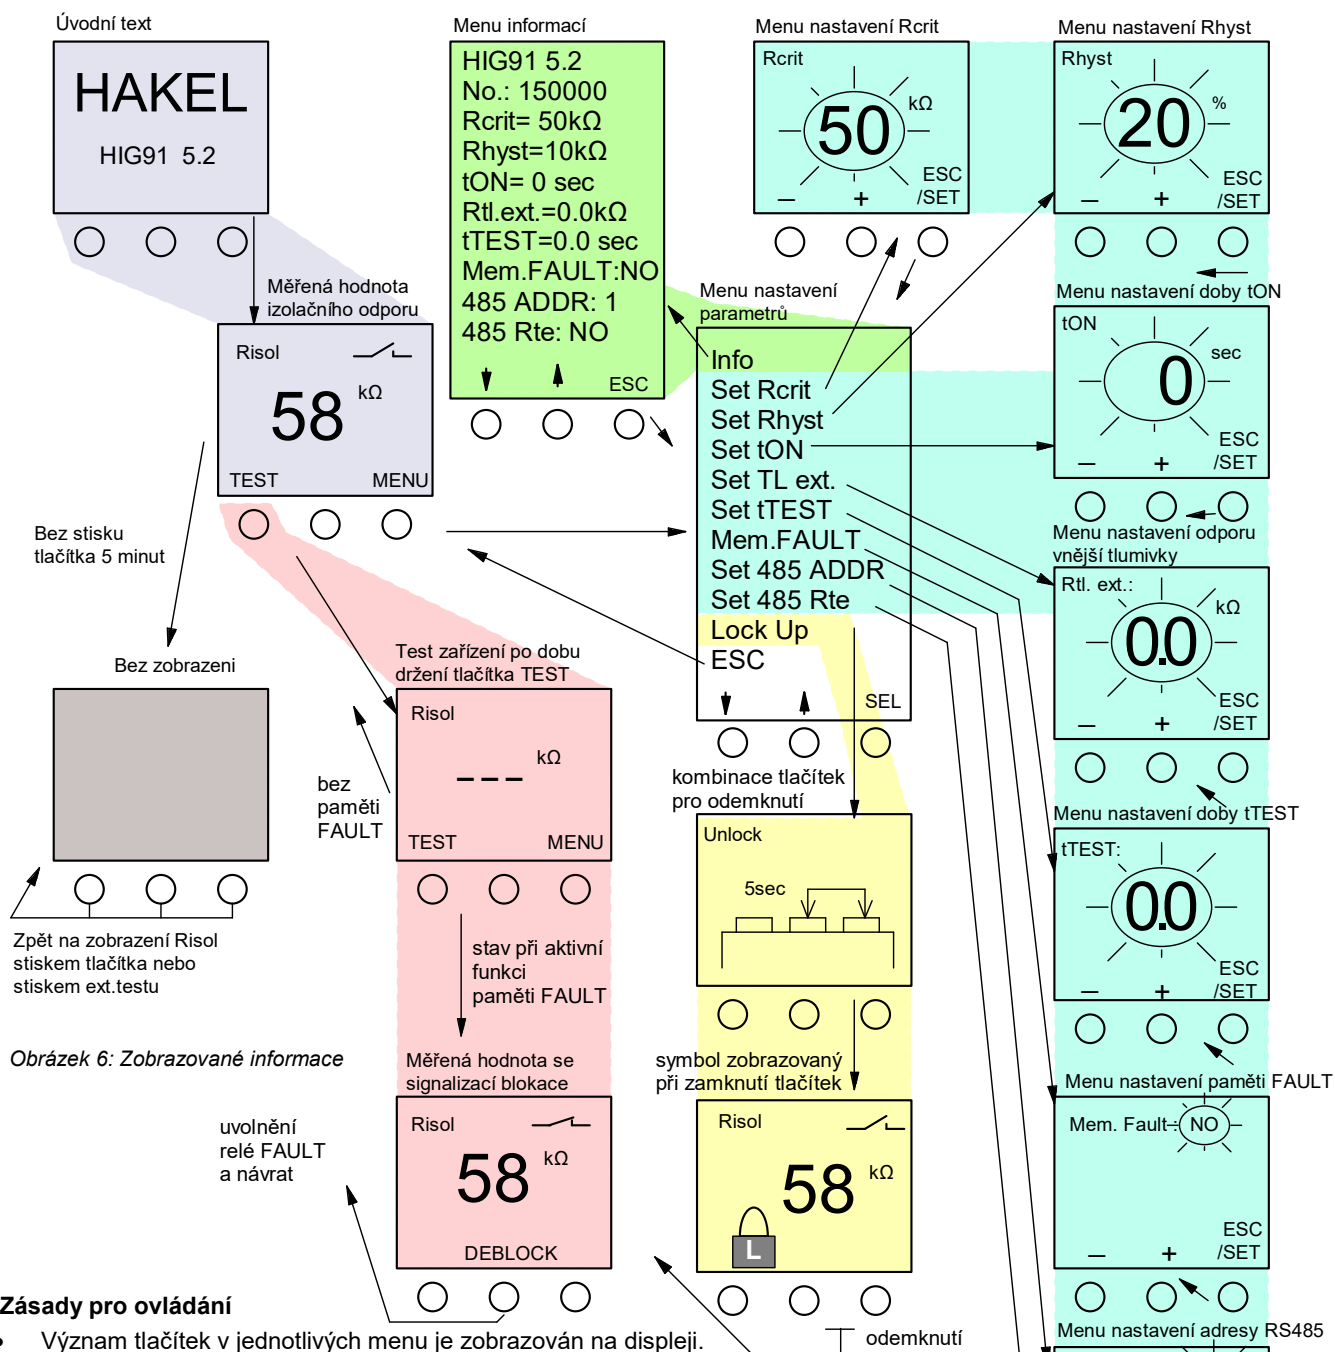 Úvodní text
HAKEL
HIG91 5.2
Menu informací
HIG91 5.2
No.: 150000
Rcrit= 50kΩ
Rhyst=10kΩ
tON= 0 sec
Rtl.ext.=0.0kΩ
tTEST=0.0 sec
Mem.FAULT:NO
485 ADDR: 1
485 Rte: NO
ESC
Menu nastavení Rcrit
Rcrit
50 kΩ
ESC
– + /SET
Menu nastavení Rhyst
Rhyst
20 %
ESC
– + /SET
Měřená hodnota
izolačního odporu
Risol
58 kΩ
TEST MENU
Menu nastavení
parametrů
Info
Set Rcrit
Set Rhyst
Set tON
Set TL ext.
Set tTEST
Mem.FAULT
Set 485 ADDR
Set 485 Rte
Lock Up
ESC
SEL
Menu nastavení doby tON
tON
0 sec
ESC
– + /SET
Bez stisku
tlačítka 5 minut
Bez zobrazeni
Zpět na zobrazení Risol
stiskem tlačítka nebo
stiskem ext.testu
Menu nastavení odporu
vnější tlumivky
Rtl. ext.:
0.0 kΩ
ESC
– + /SET
Test zařízení po dobu
držení tlačítka TEST
Risol
--- kΩ
TEST MENU
bez
paměti
FAULT
kombinace tlačítek
pro odemknutí
Unlock
5sec
Menu nastavení doby tTEST
tTEST:
0.0
ESC
– + /SET
stav při aktivní
funkci
paměti FAULT
Obrázek 6: Zobrazované informace
Měřená hodnota se
signalizací blokace
Risol
58 kΩ
DEBLOCK
uvolnění
relé FAULT
a návrat
symbol zobrazovaný
při zamknutí tlačítek
Risol
58 kΩ
L
odemknutí
Menu nastavení paměti FAULT
Mem. Fault: NO
ESC
– + /SET
Menu nastavení adresy RS485
Zásady pro ovládání
• Význam tlačítek v jednotlivých menu je zobrazován na displeji.